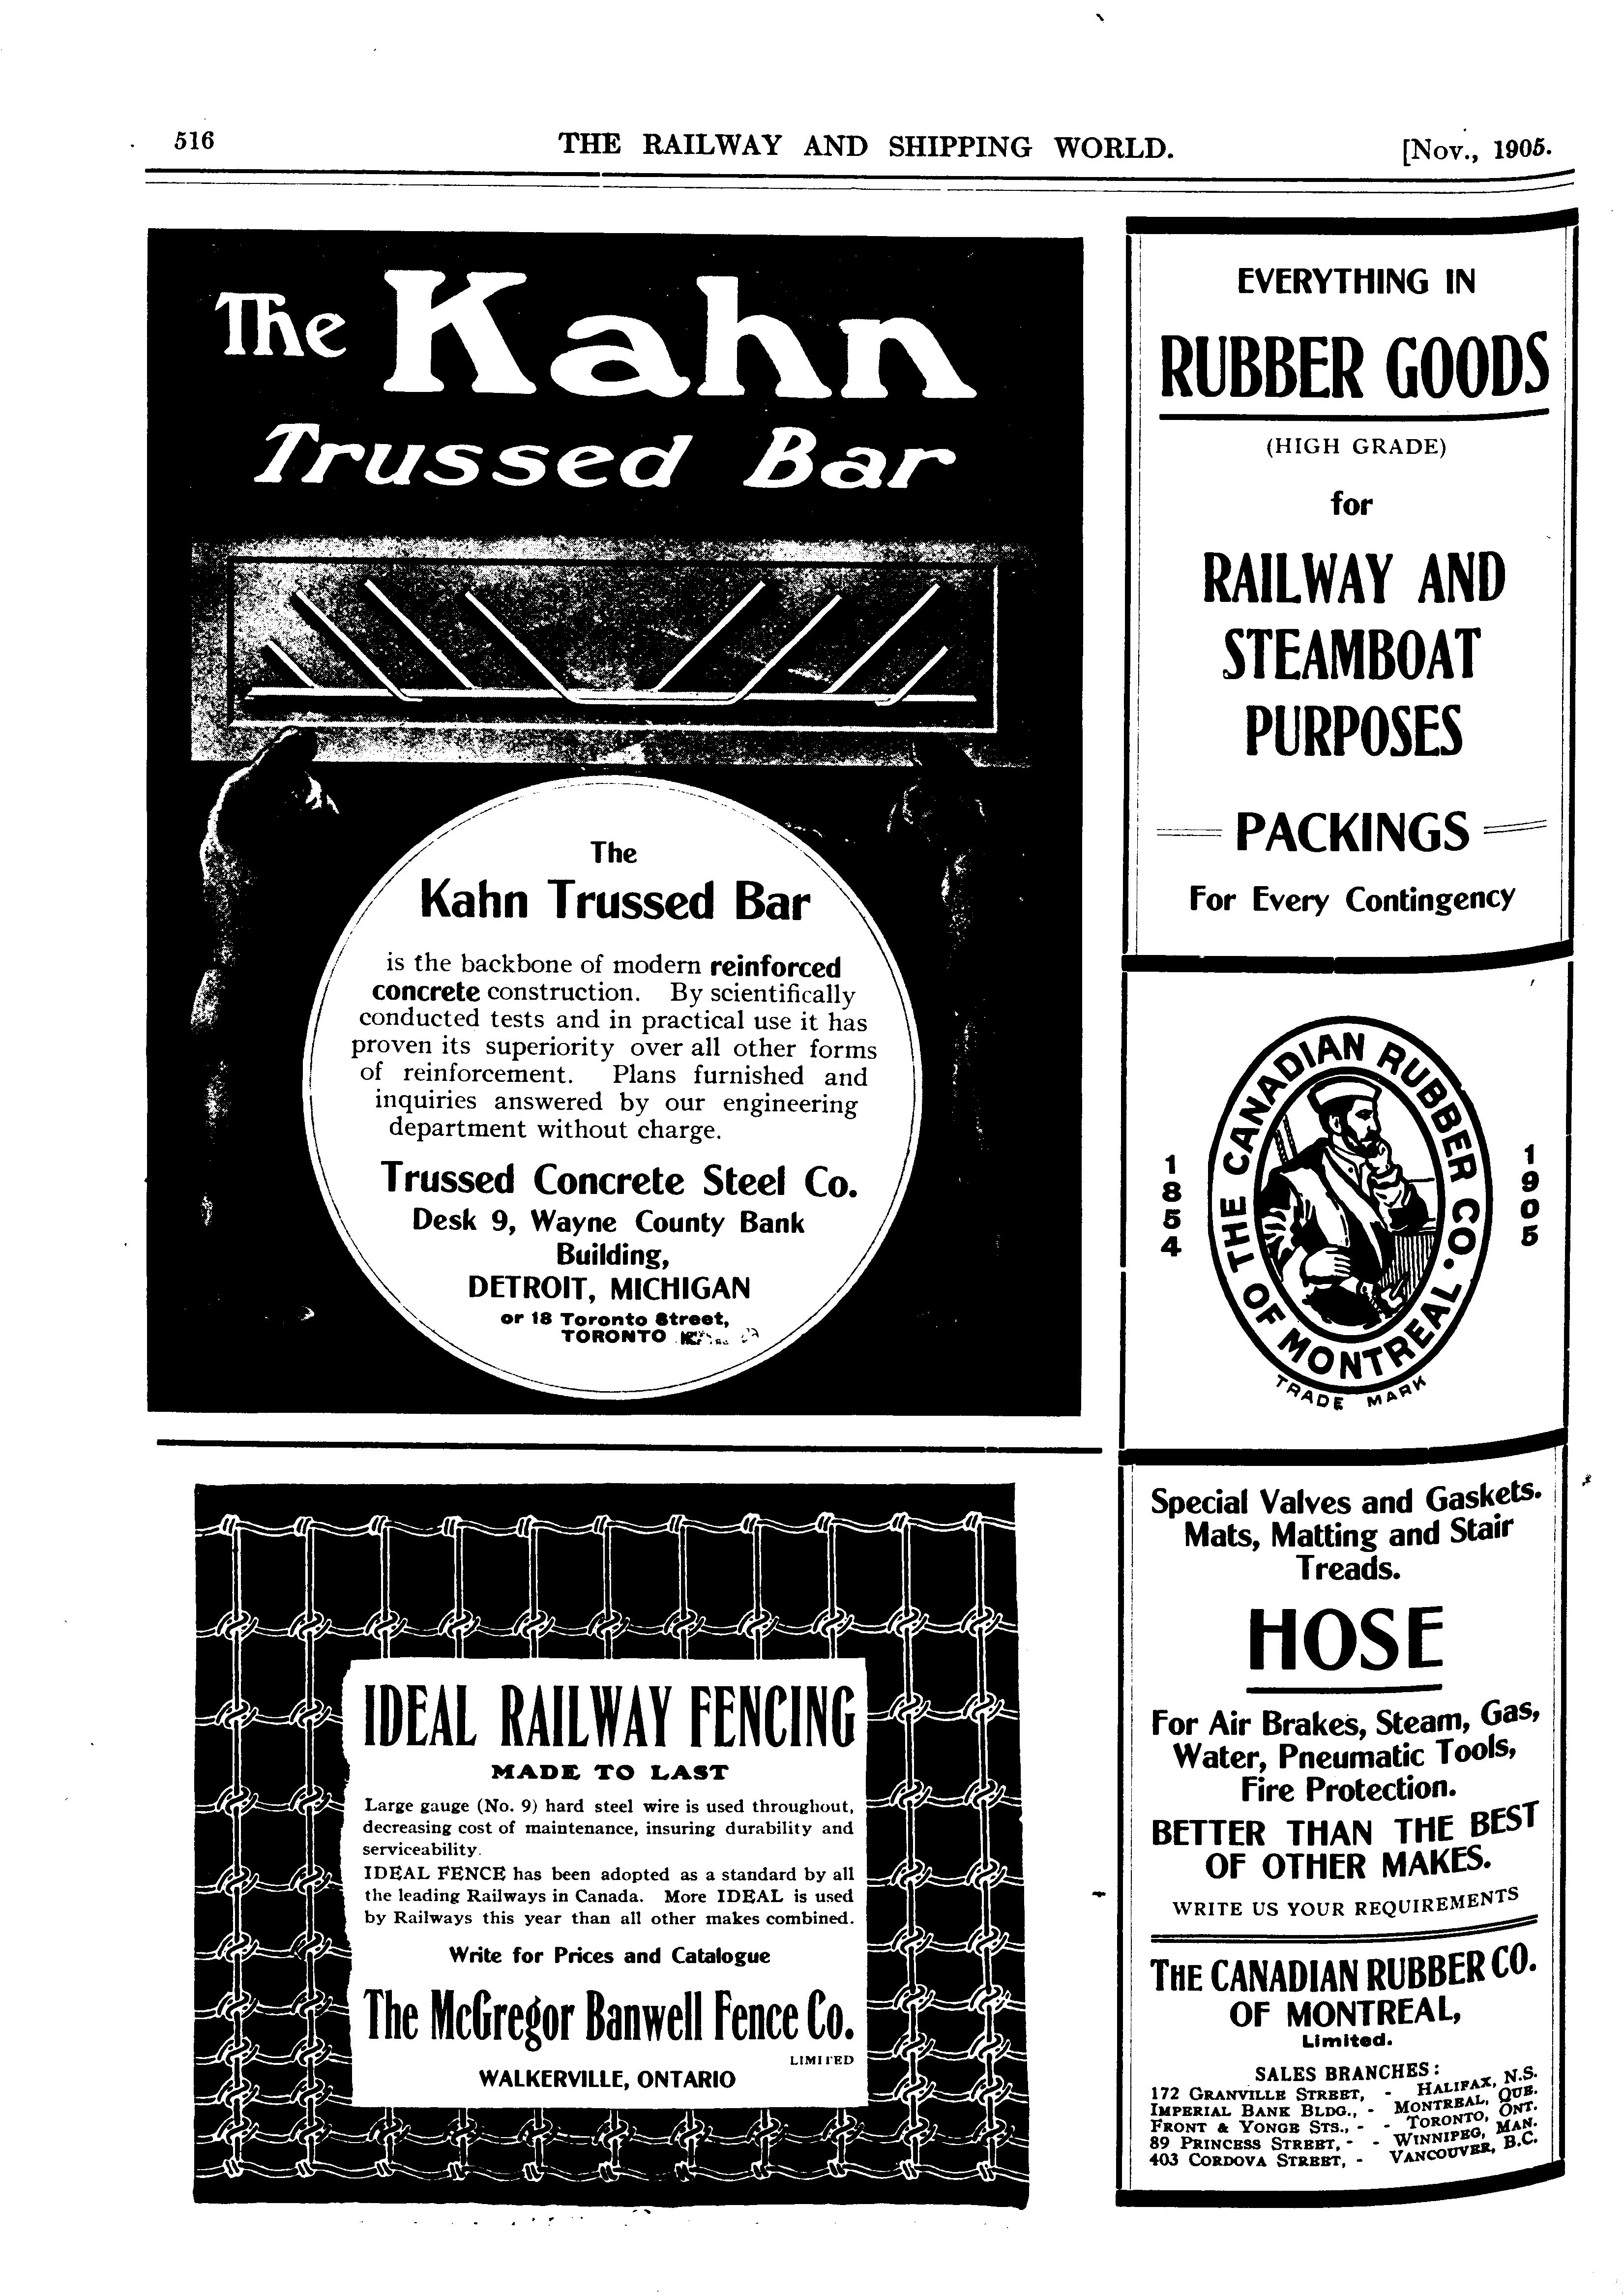 516
THE RAILWAY AND SHIPPING WORLD.
[Nov., 1905.
The Kahn
Trussed Bar
The
Kahn Trussed Bar
is the backbone of modern reinforced
concrete construction. By scientifically
conducted tests and in practical use it has
proven its superiority over all other forms
of reinforcement. Plans furnished and
inquiries answered by our engineering
department without charge.
Trussed Concrete Steel Co.
Desk 9, Wayne County Bank
Building,
DETROIT, MICHIGAN
or 18 Toronto Street,
TORONTO
IDEAL RAILWAY FENCING
MADE TO LAST
Large gauge (No. 9) hard steel wire is used throughout,
decreasing cost of maintenance, insuring durability and
serviceability.
IDEAL FENCE has been adopted as a standard by all
the leading Railways in Canada. More IDEAL is used
by Railways this year than all other makes combined.
Write for Prices and Catalogue
The McGregor Banwell Fence Co.
LIMITED
WALKERVILLE, ONTARIO
EVERYTHING IN
RUBBER GOODS
(HIGH GRADE)
for
RAILWAY AND
STEAMBOAT
PURPOSES
PACKINGS
For Every Contingency
1854
THE CANADIAN RUBBER CO. OF MONTREAL
TRADE MARK
1905
Special Valves and Gaskets.
Mats, Matting and Stair
Treads.
HOSE
For Air Brakes, Steam, Gas,
Water, Pneumatic Tools,
Fire Protection.
BETTER THAN THE BEST
OF OTHER MAKES.
WRITE US YOUR REQUIREMENTS
THE CANADIAN RUBBER CO.
OF MONTREAL,
Limited.
SALES BRANCHES:
172 GRANVILLE STREET, - HALIFAX, N.S.
IMPERIAL BANK BLDG., - MONTREAL, QUE.
FRONT & YONGE STS., - - TORONTO, ONT.
89 PRINCESS STREET, - - WINNIPEG, MAN.
403 CORDOVA STREET, - VANCOUVER, B.C.